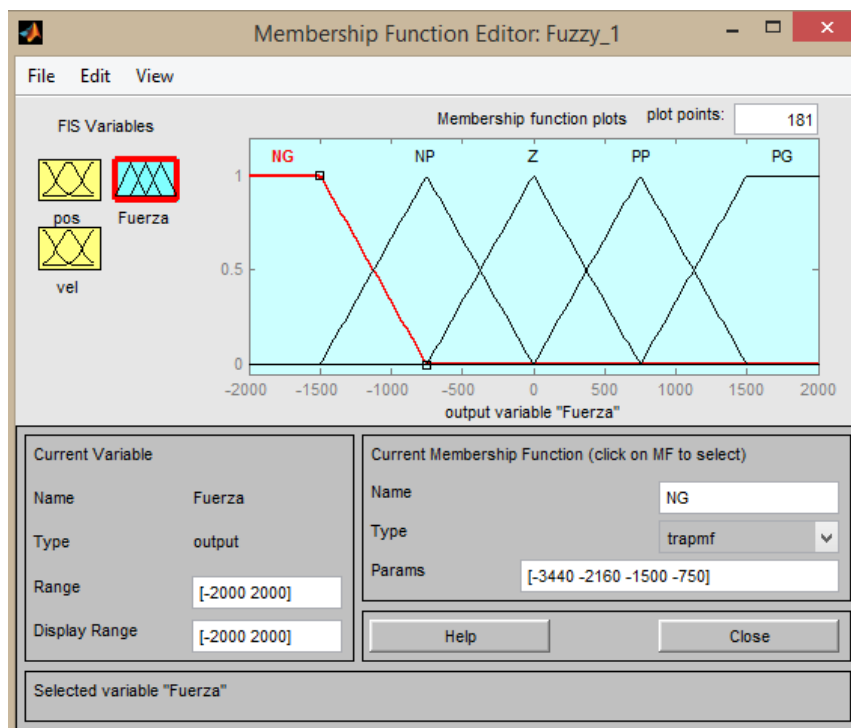 Membership Function Editor: Fuzzy_1
File Edit View
FIS Variables
Membership function plots plot points: 181
pos Fuerza
vel
NG NP Z PP PG
1
0.5
0
-2000 -1500 -1000 -500 0 500 1000 1500 2000
output variable "Fuerza"
Current Variable
Name Fuerza
Type output
Range [-2000 2000]
Display Range [-2000 2000]
Current Membership Function (click on MF to select)
Name NG
Type trapmf
Params [-3440 -2160 -1500 -750]
Help Close
Selected variable "Fuerza"